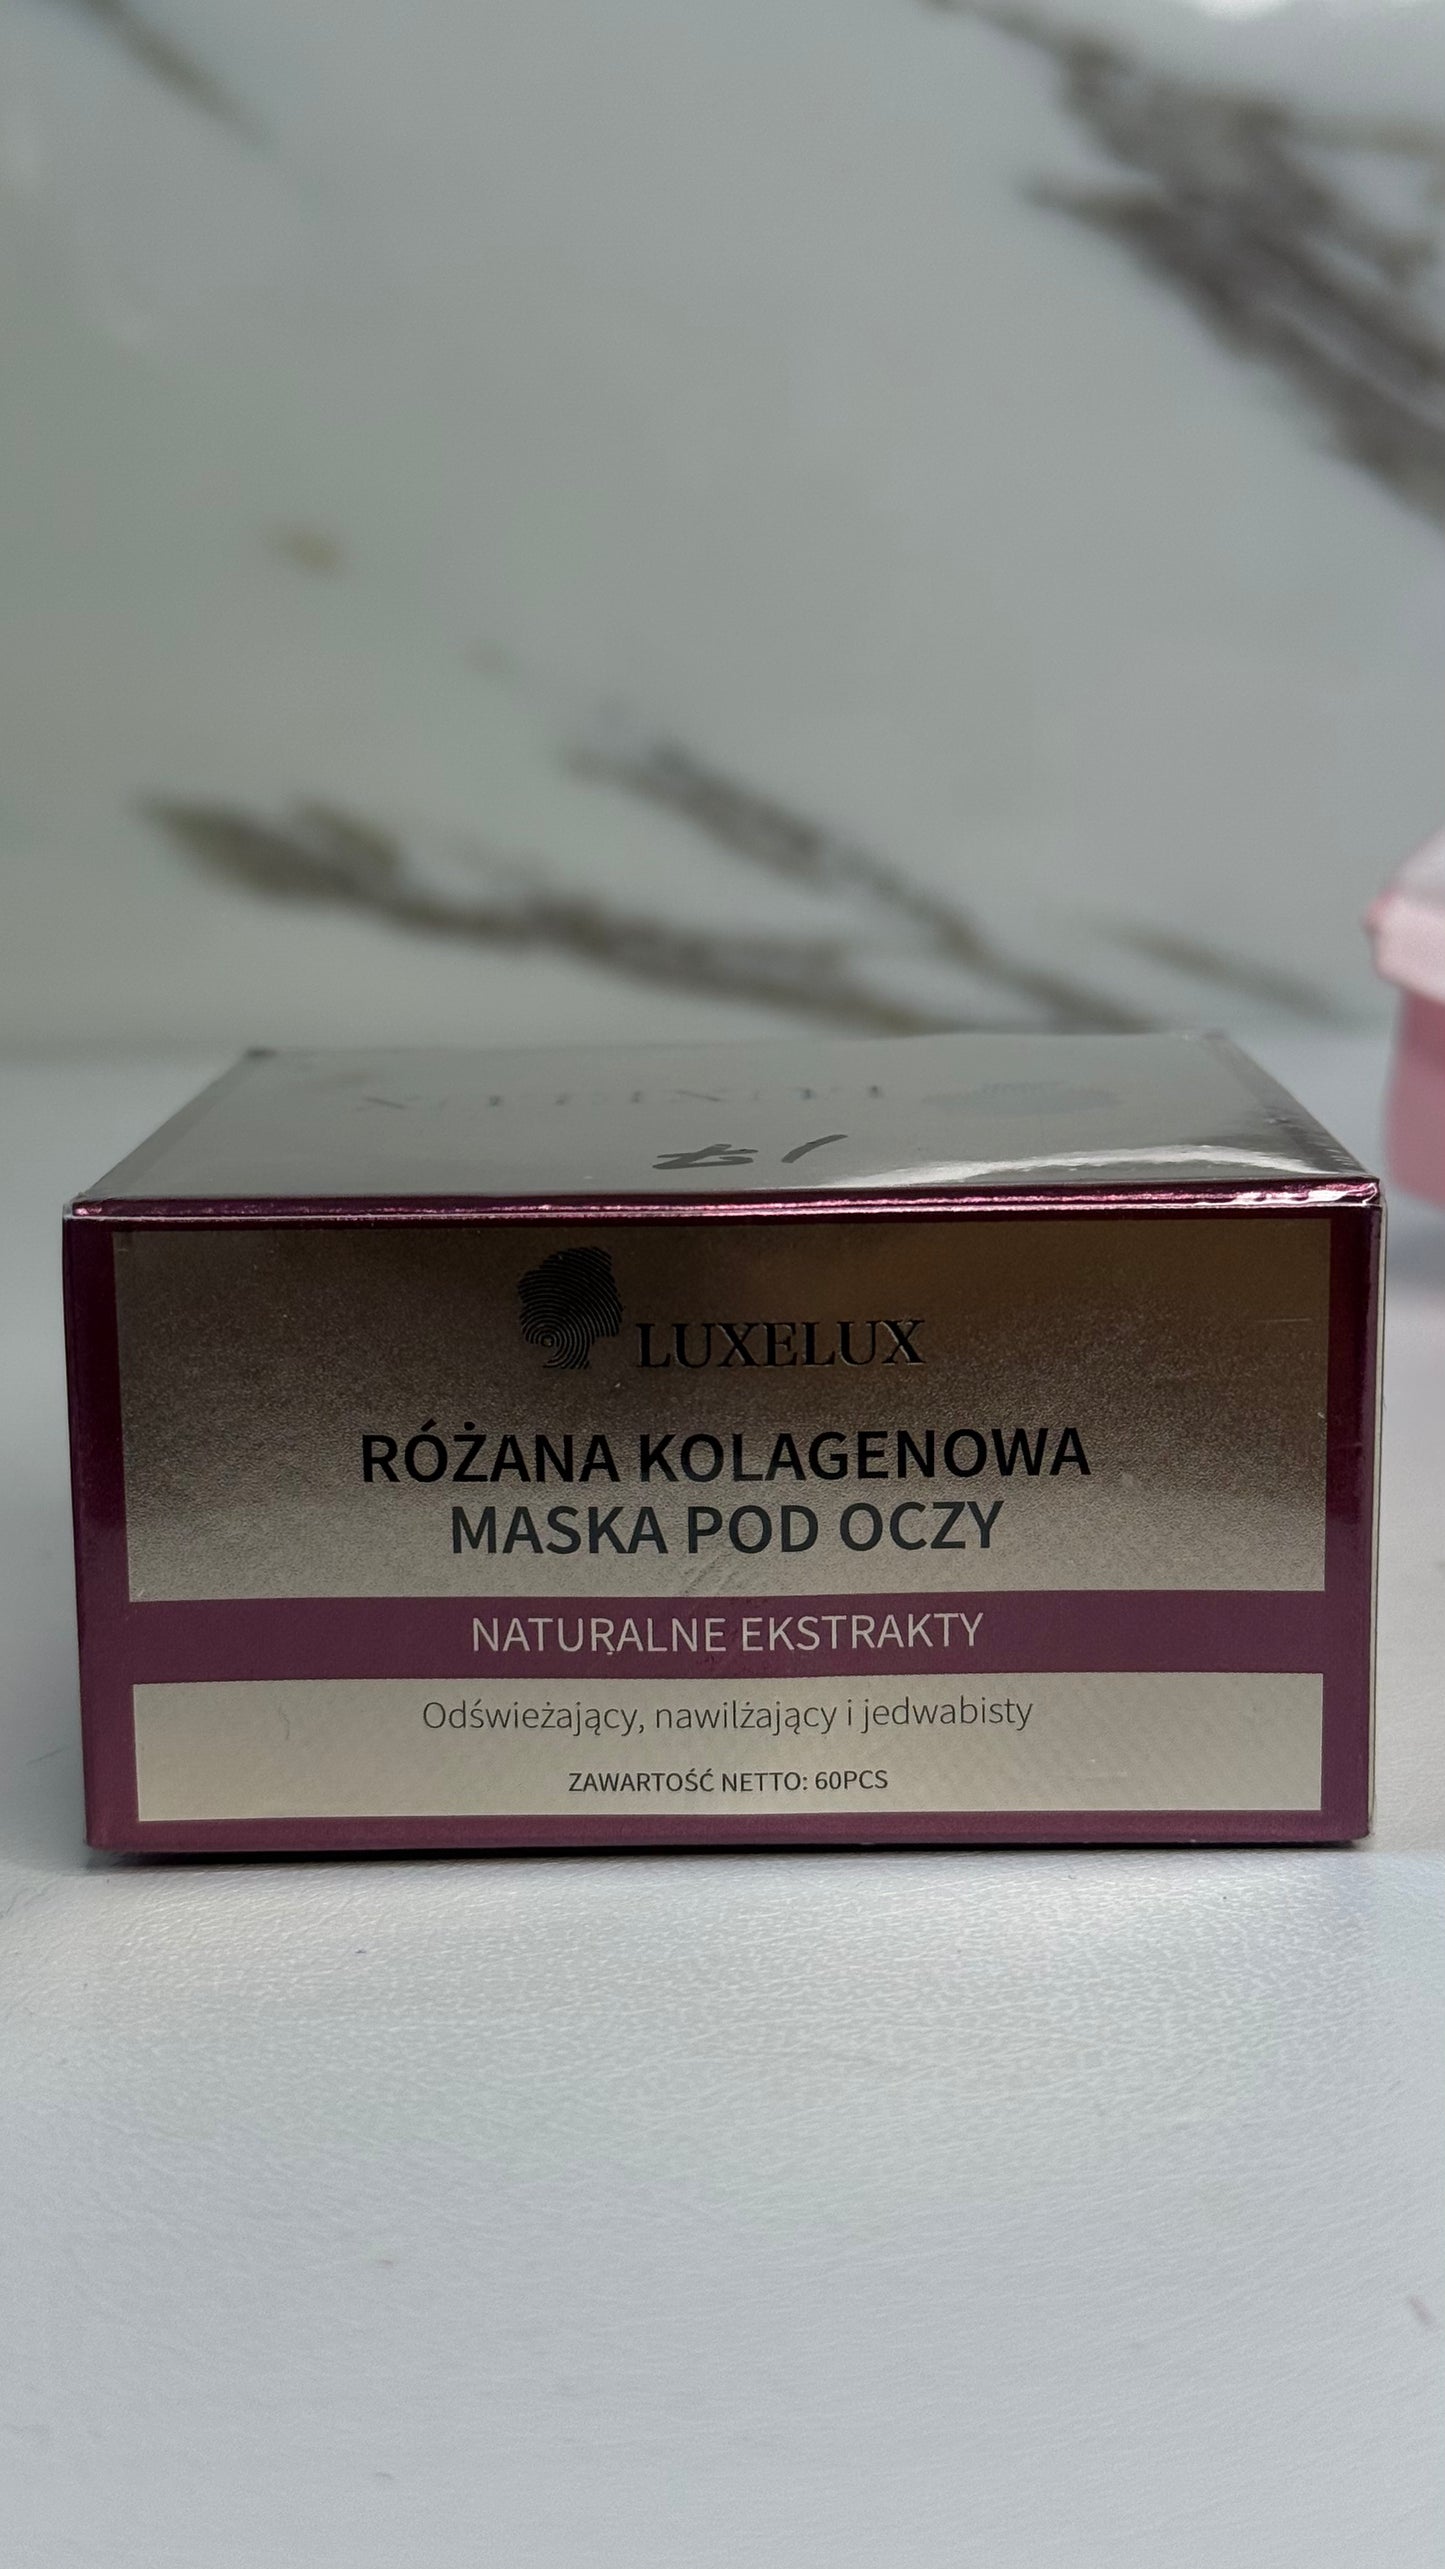 LUXELUX
RÓŻANA KOLAGENOWA
MASKA POD OCZY
NATURALNE EKSTRAKTY
Odświeżający, nawilżający i jedwabisty
ZAWARTOŚĆ NETTO: 60PCS